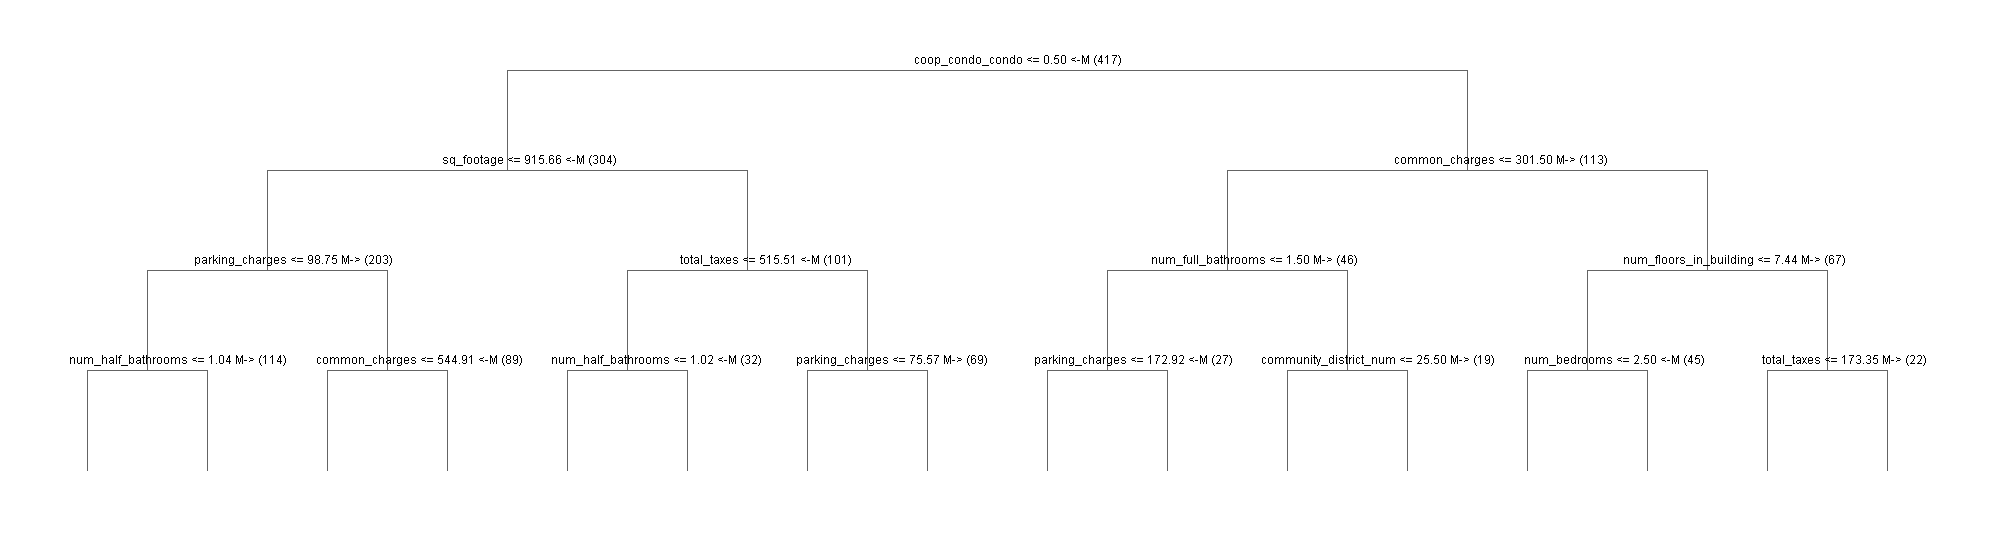 coop_condo_condo <= 0.50 <-M (417)
sq_footage <= 915.66 <-M (304)
common_charges <= 301.50 M-> (113)
parking_charges <= 98.75 M-> (203)
total_taxes <= 515.51 <-M (101)
num_full_bathrooms <= 1.50 M-> (46)
num_floors_in_building <= 7.44 M-> (67)
num_half_bathrooms <= 1.04 M-> (114)
common_charges <= 544.91 <-M (89)
num_half_bathrooms <= 1.02 <-M (32)
parking_charges <= 75.57 M-> (69)
parking_charges <= 172.92 <-M (27)
community_district_num <= 25.50 M-> (19)
num_bedrooms <= 2.50 <-M (45)
total_taxes <= 173.35 M-> (22)